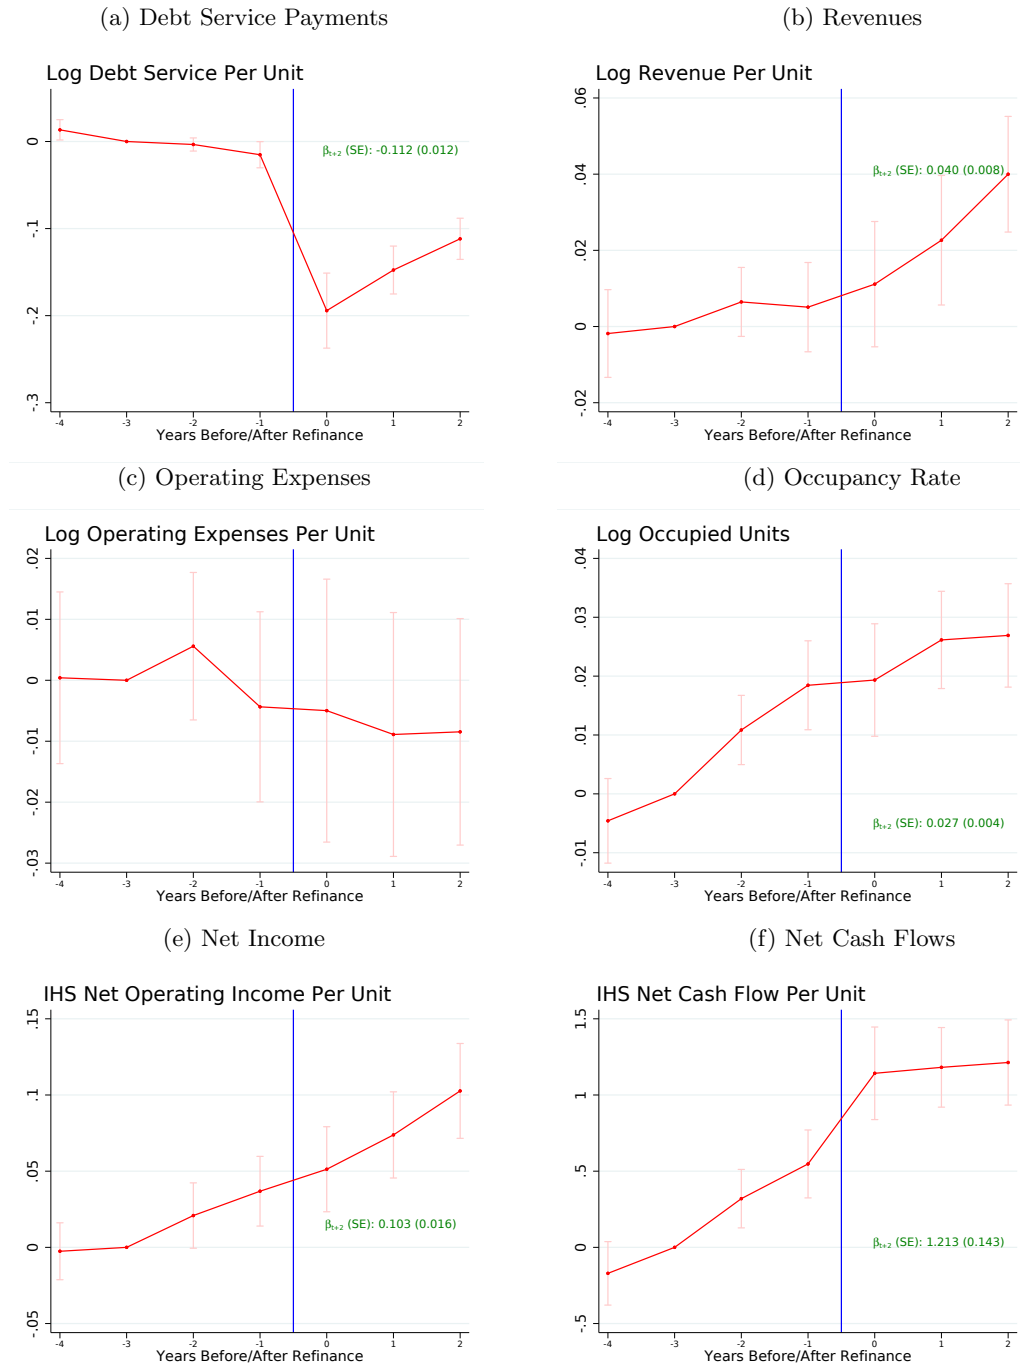 (a) Debt Service Payments
Log Debt Service Per Unit
0
-.1
-.2
-.3
βt+2 (SE): -0.112 (0.012)
-4 -3 -2 -1 0 1 2
Years Before/After Refinance
(b) Revenues
Log Revenue Per Unit
.06
.04
.02
0
-.02
βt+2 (SE): 0.040 (0.008)
-4 -3 -2 -1 0 1 2
Years Before/After Refinance
(c) Operating Expenses
Log Operating Expenses Per Unit
.02
.01
0
-.01
-.02
-.03
-4 -3 -2 -1 0 1 2
Years Before/After Refinance
(d) Occupancy Rate
Log Occupied Units
.04
.03
.02
.01
0
-.01
βt+2 (SE): 0.027 (0.004)
-4 -3 -2 -1 0 1 2
Years Before/After Refinance
(e) Net Income
IHS Net Operating Income Per Unit
.15
.1
.05
0
-.05
βt+2 (SE): 0.103 (0.016)
-4 -3 -2 -1 0 1 2
Years Before/After Refinance
(f) Net Cash Flows
IHS Net Cash Flow Per Unit
1.5
1
.5
0
-.5
βt+2 (SE): 1.213 (0.143)
-4 -3 -2 -1 0 1 2
Years Before/After Refinance